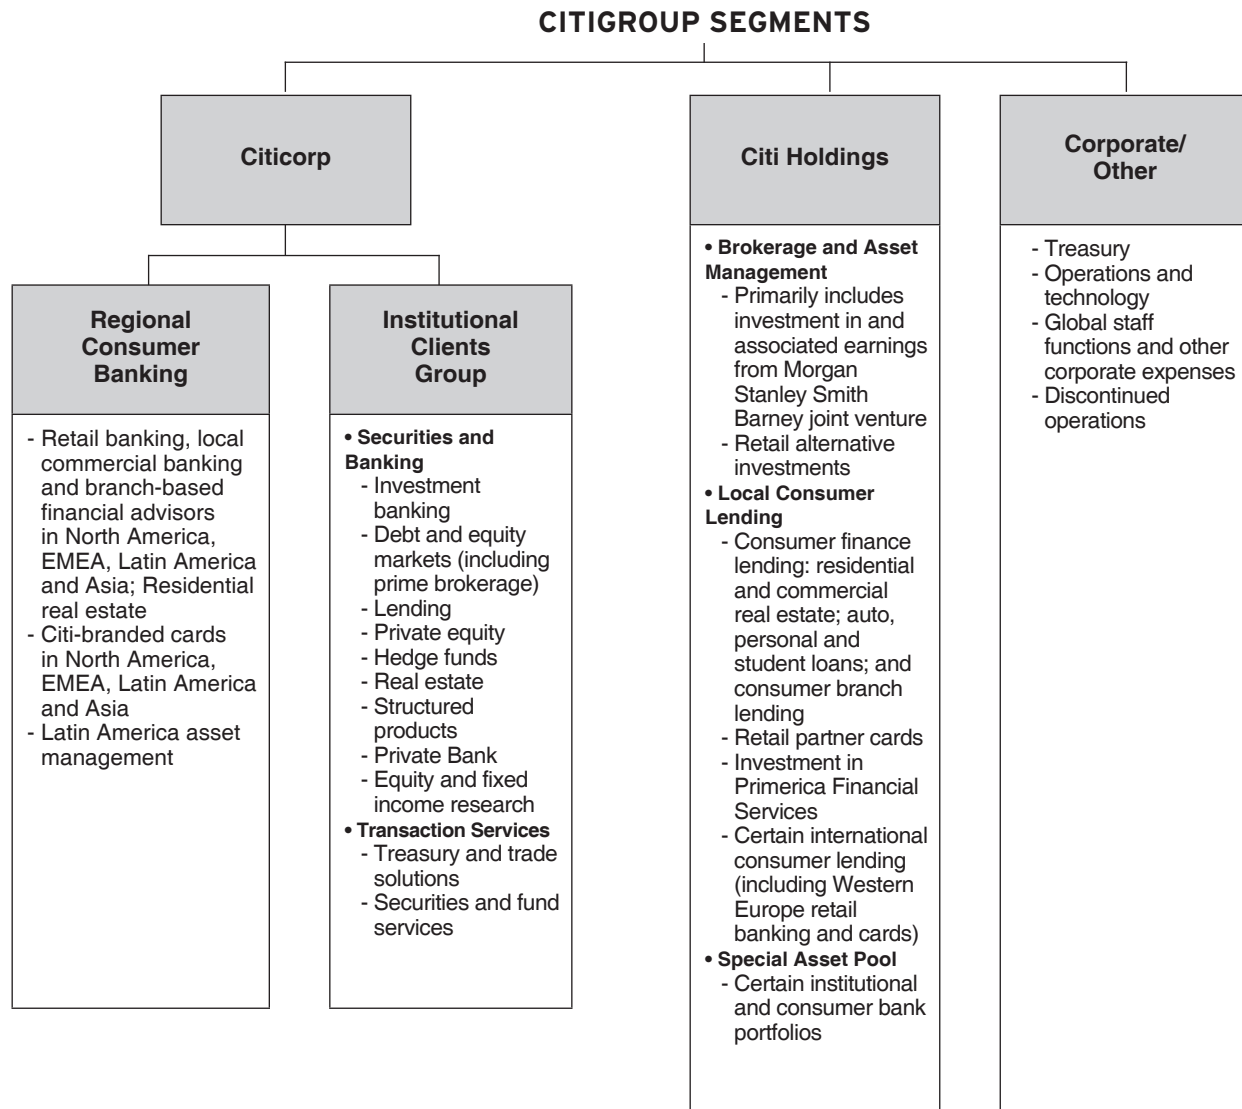 CITIGROUP SEGMENTS
Citicorp
Regional
Consumer
Banking
- Retail banking, local
commercial banking
and branch-based
financial advisors
in North America,
EMEA, Latin America
and Asia; Residential
real estate
- Citi-branded cards
in North America,
EMEA, Latin America
and Asia
- Latin America asset
management
Institutional
Clients
Group
• Securities and
Banking
- Investment
banking
- Debt and equity
markets (including
prime brokerage)
- Lending
- Private equity
- Hedge funds
- Real estate
- Structured
products
- Private Bank
- Equity and fixed
income research
• Transaction Services
- Treasury and trade
solutions
- Securities and fund
services
Citi Holdings
• Brokerage and Asset
Management
- Primarily includes
investment in and
associated earnings
from Morgan
Stanley Smith
Barney joint venture
- Retail alternative
investments
• Local Consumer
Lending
- Consumer finance
lending: residential
and commercial
real estate; auto,
personal and
student loans; and
consumer branch
lending
- Retail partner cards
- Investment in
Primerica Financial
Services
- Certain international
consumer lending
(including Western
Europe retail
banking and cards)
• Special Asset Pool
- Certain institutional
and consumer bank
portfolios
Corporate/
Other
- Treasury
- Operations and
technology
- Global staff
functions and other
corporate expenses
- Discontinued
operations